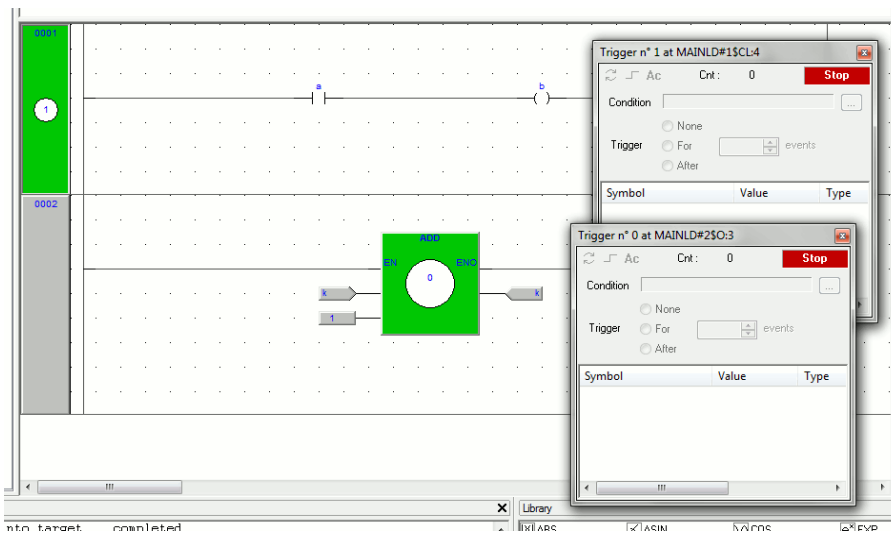 0001
a
b
1
0002
ADD
EN
ENO
0
k
k
1
Trigger n° 1 at MAINLD#1$CL:4
Ac Cnt: 0 Stop
Condition ...
None
Trigger For events
After
Symbol Value Type
Trigger n° 0 at MAINLD#2$O:3
Ac Cnt: 0 Stop
Condition ...
None
Trigger For events
After
Symbol Value Type
Library
completed
ABS ASIN COS EXP